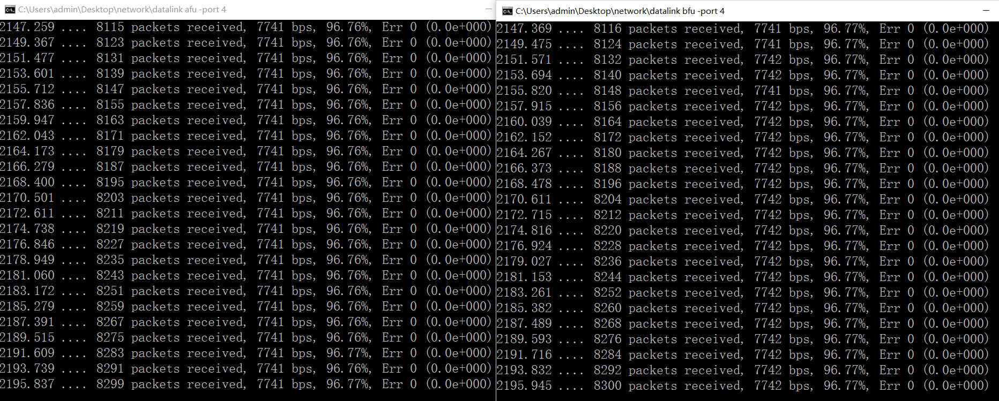 C:\Users\admin\Desktop\network\datalink afu -port 4
2147.259 .... 8115 packets received, 7741 bps, 96.76%, Err 0 (0.0e+000)
2149.367 .... 8123 packets received, 7741 bps, 96.76%, Err 0 (0.0e+000)
2151.477 .... 8131 packets received, 7741 bps, 96.76%, Err 0 (0.0e+000)
2153.601 .... 8139 packets received, 7741 bps, 96.76%, Err 0 (0.0e+000)
2155.712 .... 8147 packets received, 7741 bps, 96.76%, Err 0 (0.0e+000)
2157.836 .... 8155 packets received, 7741 bps, 96.76%, Err 0 (0.0e+000)
2159.947 .... 8163 packets received, 7741 bps, 96.76%, Err 0 (0.0e+000)
2162.043 .... 8171 packets received, 7741 bps, 96.76%, Err 0 (0.0e+000)
2164.173 .... 8179 packets received, 7741 bps, 96.76%, Err 0 (0.0e+000)
2166.279 .... 8187 packets received, 7741 bps, 96.76%, Err 0 (0.0e+000)
2168.400 .... 8195 packets received, 7741 bps, 96.76%, Err 0 (0.0e+000)
2170.501 .... 8203 packets received, 7741 bps, 96.76%, Err 0 (0.0e+000)
2172.611 .... 8211 packets received, 7741 bps, 96.76%, Err 0 (0.0e+000)
2174.738 .... 8219 packets received, 7741 bps, 96.76%, Err 0 (0.0e+000)
2176.846 .... 8227 packets received, 7741 bps, 96.76%, Err 0 (0.0e+000)
2178.949 .... 8235 packets received, 7741 bps, 96.76%, Err 0 (0.0e+000)
2181.060 .... 8243 packets received, 7741 bps, 96.76%, Err 0 (0.0e+000)
2183.172 .... 8251 packets received, 7741 bps, 96.76%, Err 0 (0.0e+000)
2185.279 .... 8259 packets received, 7741 bps, 96.76%, Err 0 (0.0e+000)
2187.391 .... 8267 packets received, 7741 bps, 96.76%, Err 0 (0.0e+000)
2189.515 .... 8275 packets received, 7741 bps, 96.76%, Err 0 (0.0e+000)
2191.609 .... 8283 packets received, 7741 bps, 96.77%, Err 0 (0.0e+000)
2193.739 .... 8291 packets received, 7741 bps, 96.76%, Err 0 (0.0e+000)
2195.837 .... 8299 packets received, 7741 bps, 96.77%, Err 0 (0.0e+000)
C:\Users\admin\Desktop\network\datalink bfu -port 4
2147.369 .... 8116 packets received, 7741 bps, 96.77%, Err 0 (0.0e+000)
2149.475 .... 8124 packets received, 7741 bps, 96.77%, Err 0 (0.0e+000)
2151.571 .... 8132 packets received, 7742 bps, 96.77%, Err 0 (0.0e+000)
2153.694 .... 8140 packets received, 7742 bps, 96.77%, Err 0 (0.0e+000)
2155.820 .... 8148 packets received, 7741 bps, 96.77%, Err 0 (0.0e+000)
2157.915 .... 8156 packets received, 7742 bps, 96.77%, Err 0 (0.0e+000)
2160.039 .... 8164 packets received, 7742 bps, 96.77%, Err 0 (0.0e+000)
2162.152 .... 8172 packets received, 7742 bps, 96.77%, Err 0 (0.0e+000)
2164.267 .... 8180 packets received, 7742 bps, 96.77%, Err 0 (0.0e+000)
2166.373 .... 8188 packets received, 7742 bps, 96.77%, Err 0 (0.0e+000)
2168.478 .... 8196 packets received, 7742 bps, 96.77%, Err 0 (0.0e+000)
2170.611 .... 8204 packets received, 7742 bps, 96.77%, Err 0 (0.0e+000)
2172.715 .... 8212 packets received, 7742 bps, 96.77%, Err 0 (0.0e+000)
2174.816 .... 8220 packets received, 7742 bps, 96.77%, Err 0 (0.0e+000)
2176.924 .... 8228 packets received, 7742 bps, 96.77%, Err 0 (0.0e+000)
2179.027 .... 8236 packets received, 7742 bps, 96.77%, Err 0 (0.0e+000)
2181.153 .... 8244 packets received, 7742 bps, 96.77%, Err 0 (0.0e+000)
2183.261 .... 8252 packets received, 7742 bps, 96.77%, Err 0 (0.0e+000)
2185.382 .... 8260 packets received, 7742 bps, 96.77%, Err 0 (0.0e+000)
2187.489 .... 8268 packets received, 7742 bps, 96.77%, Err 0 (0.0e+000)
2189.593 .... 8276 packets received, 7742 bps, 96.77%, Err 0 (0.0e+000)
2191.716 .... 8284 packets received, 7742 bps, 96.77%, Err 0 (0.0e+000)
2193.832 .... 8292 packets received, 7742 bps, 96.77%, Err 0 (0.0e+000)
2195.945 .... 8300 packets received, 7742 bps, 96.77%, Err 0 (0.0e+000)